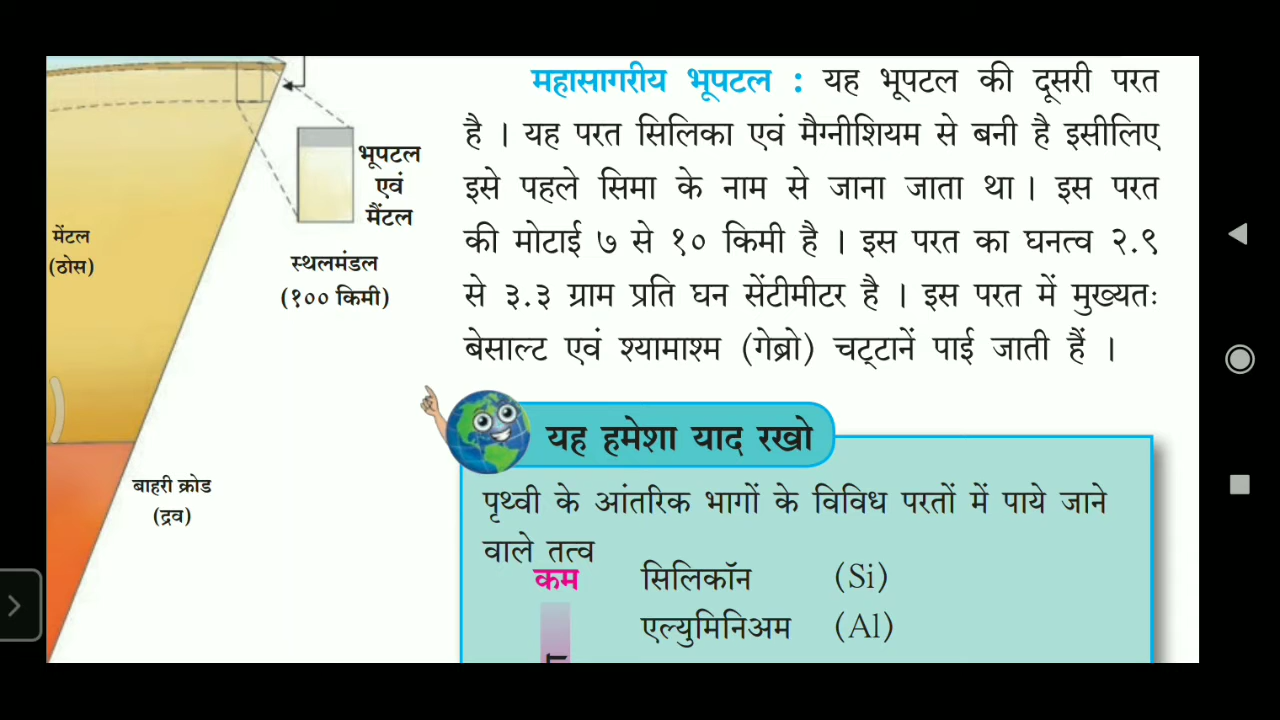 महासागरीय भूपटल : यह भूपटल की दूसरी परत
है । यह परत सिलिका एवं मैग्नीशियम से बनी है इसीलिए
इसे पहले सिमा के नाम से जाना जाता था । इस परत
की मोटाई ७ से १० किमी है । इस परत का घनत्व २.९
से ३.३ ग्राम प्रति घन सेंटीमीटर है । इस परत में मुख्यतः
बेसाल्ट एवं श्यामाश्म (गेब्रो) चट्‌टानें पाई जाती हैं ।
भूपटल
एवं
मैंटल
मेंटल
(ठोस)
स्थलमंडल
(१०० किमी)
बाहरी क्रोड
(द्रव)
यह हमेशा याद रखो
पृथ्वी के आंतरिक भागों के विविध परतों में पाये जाने
वाले तत्व
कम सिलिकॉन (Si)
एल्युमिनिअम (Al)